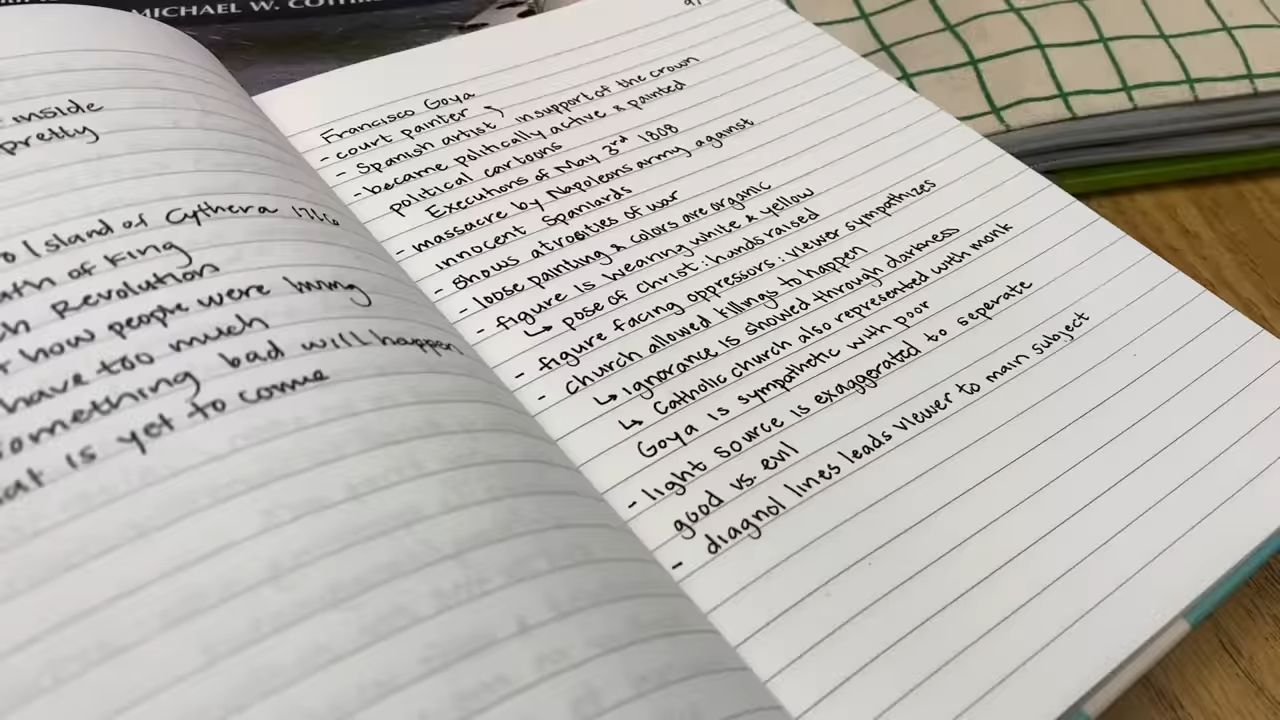 MICHAEL W. COTHR
inside
pretty
Island of Cythera 171
of King
Revolution
how people were living
have too much
something bad will happen
is yet to come
Francisco Goya
- court painter
- Spanish artist in support of the crown
- became politically active & painted
political cartoons
Executions of May 3rd 1808
- massacre by Napoleons army against
innocent Spaniards
- shows atrosities of war
- loose painting & colors are organic
- figure is wearing white & yellow
↳ pose of christ : hands raised
- figure facing oppressors : viewer sympathizes
- church allowed killings to happen
↳ Ignorance is showed through darkness
↳ Catholic church also represented with monk
Goya is sympathetic with poor
- light source is exaggerated to seperate
good vs. evil
- diagnol lines leads viewer to main subject